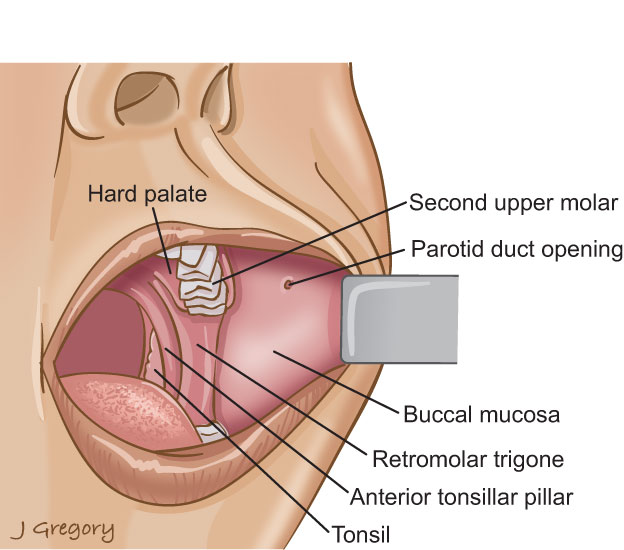 Hard palate
Second upper molar
Parotid duct opening
Buccal mucosa
Retromolar trigone
Anterior tonsillar pillar
Tonsil
J Gregory